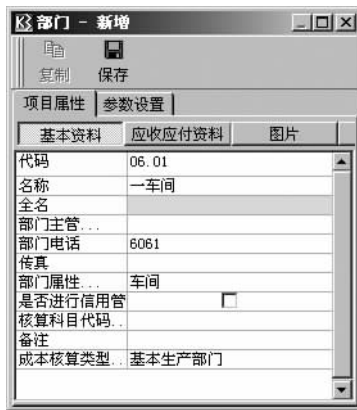 K3 部门 - 新增
复制 保存
项目属性 参数设置
基本资料 应收应付资料 图片
代码 06.01
名称 一车间
全名
部门主管...
部门电话 6061
传真
部门属性... 车间
是否进行信用管
核算科目代码..
备注
成本核算类型.. 基本生产部门